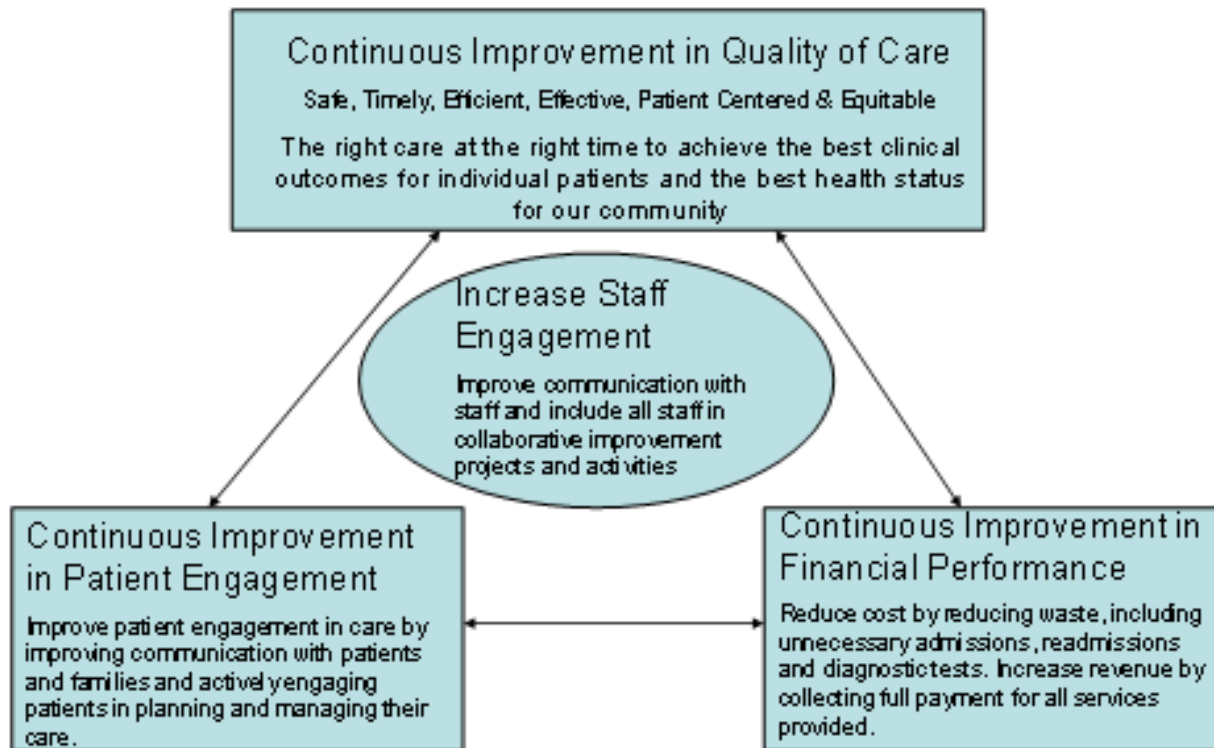 Continuous Improvement in Quality of Care
Safe, Timely, Efficient, Effective, Patient Centered & Equitable
The right care at the right time to achieve the best clinical
outcomes for individual patients and the best health status
for our community
Increase Staff
Engagement
Improve communication with
staff and include all staff in
collaborative improvement
projects and activities
Continuous Improvement
in Patient Engagement
Improve patient engagement in care by
improving communication with patients
and families and actively engaging
patients in planning and managing their
care.
Continuous Improvement in
Financial Performance
Reduce cost by reducing waste, including
unnecessary admissions, readmissions
and diagnostic tests. Increase revenue by
collecting full payment for all services
provided.